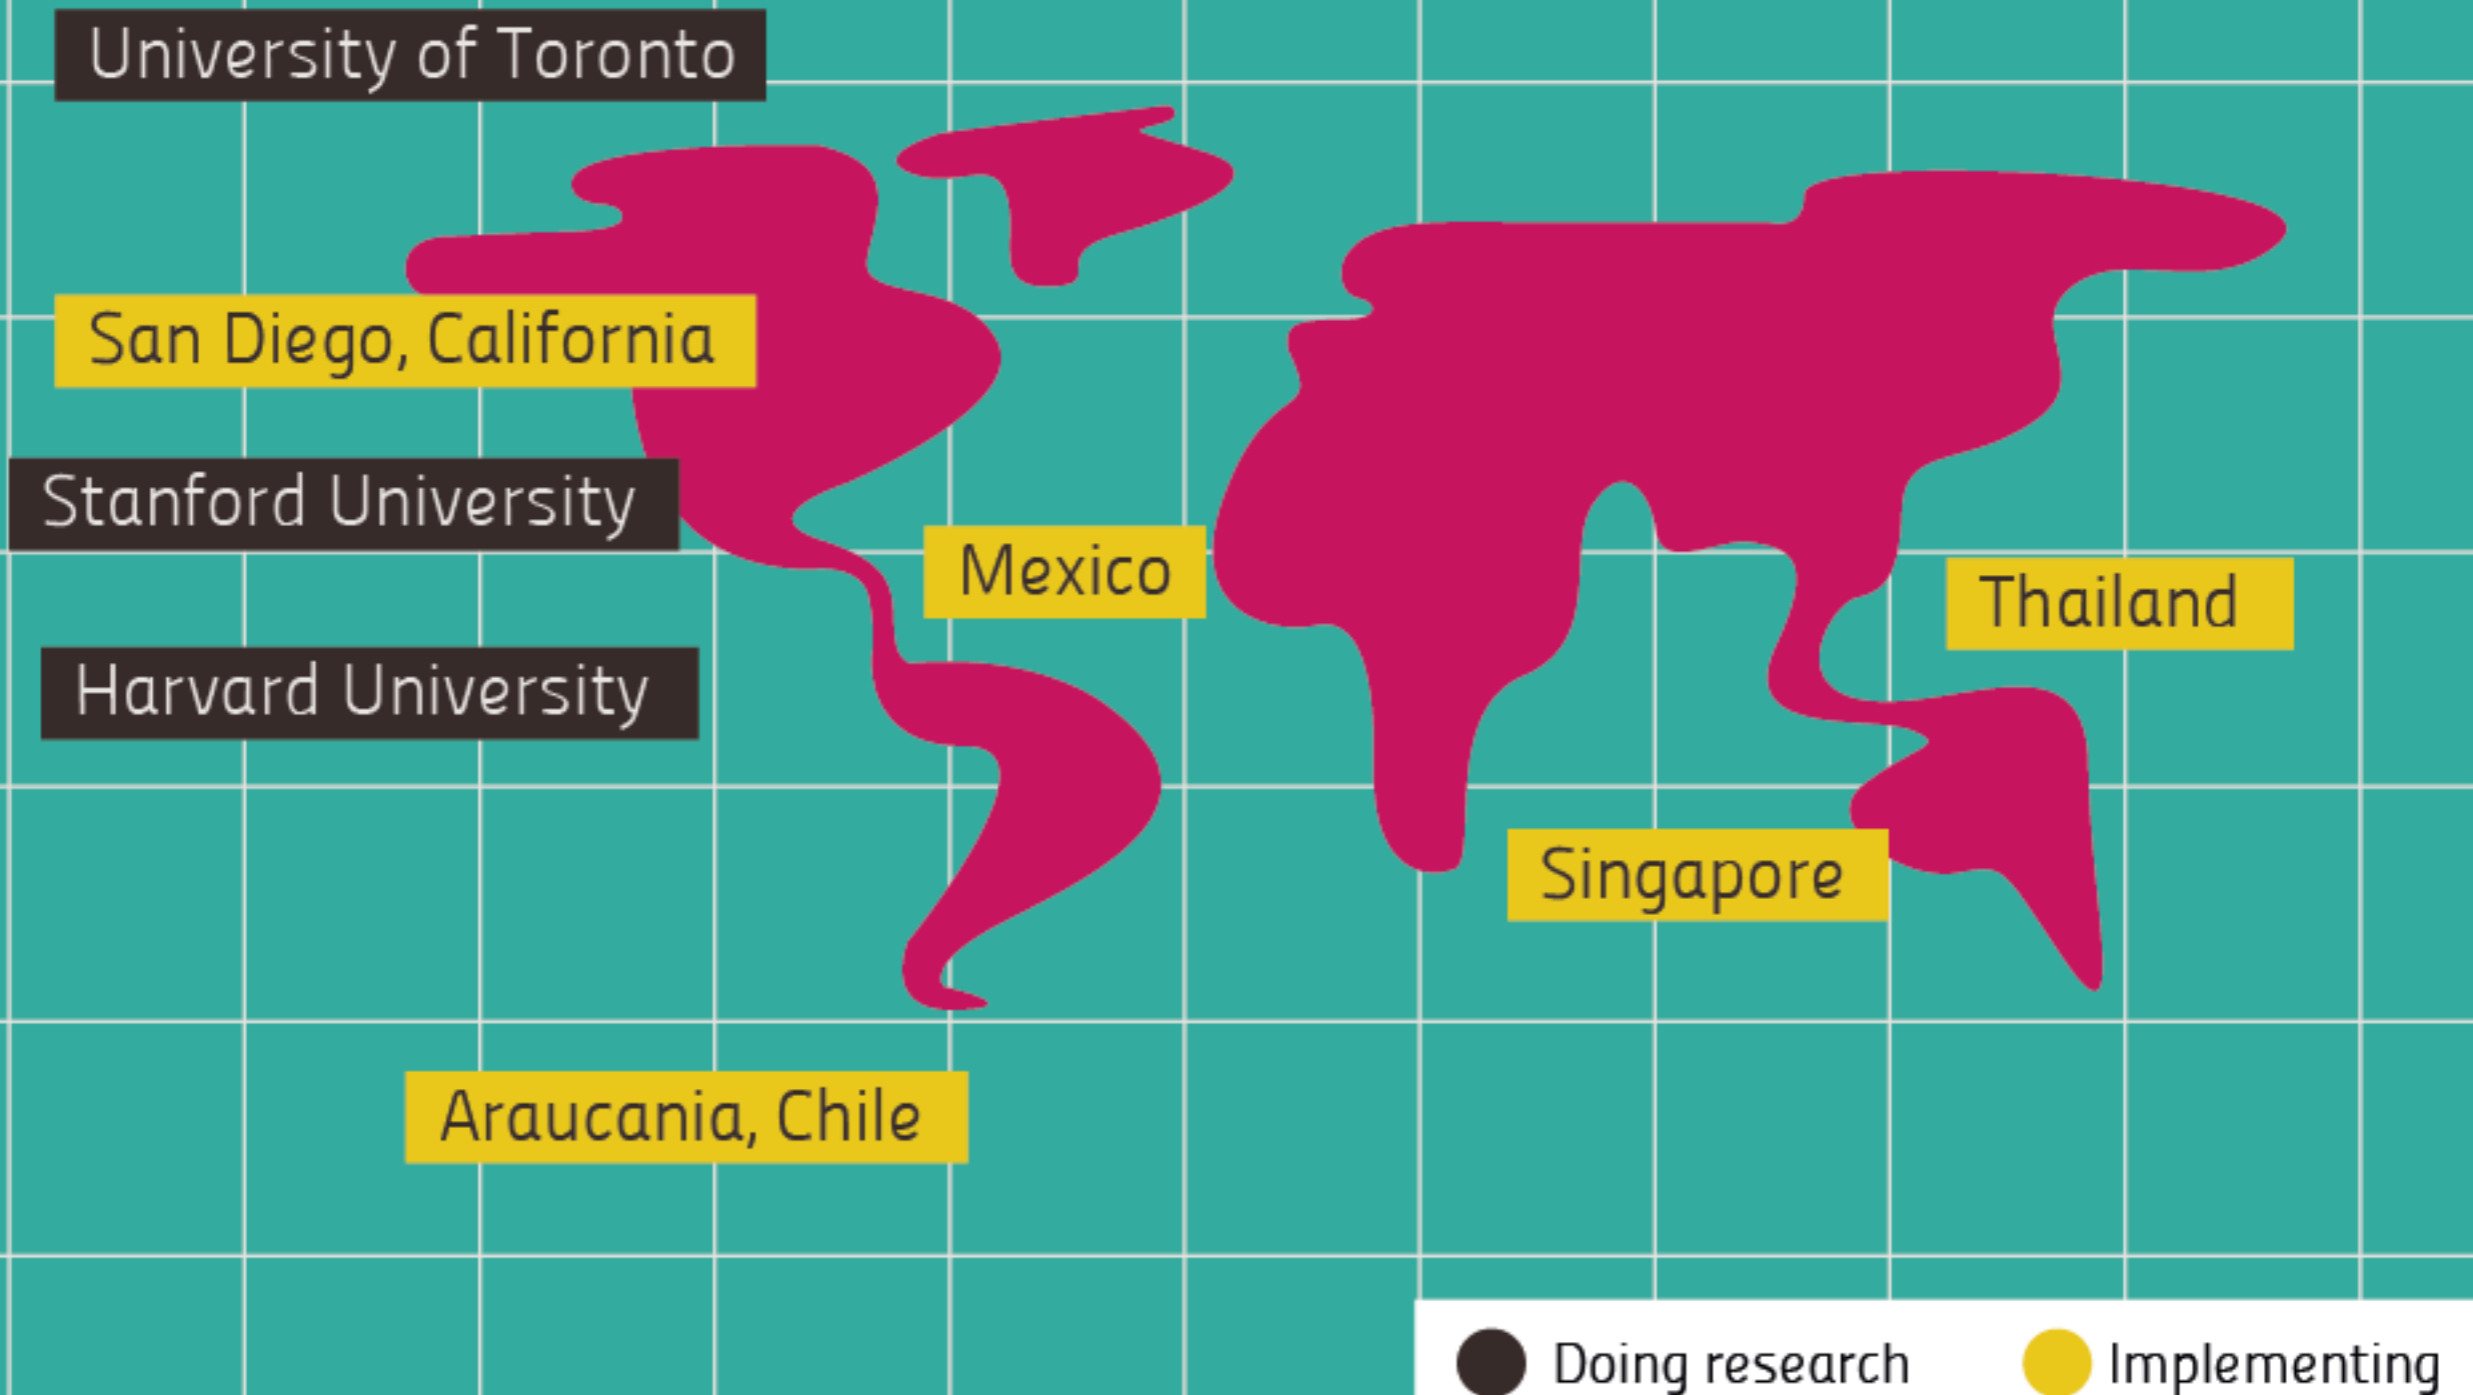 University of Toronto
San Diego, California
Stanford University
Mexico
Thailand
Harvard University
Singapore
Araucania, Chile
Doing research
Implementing